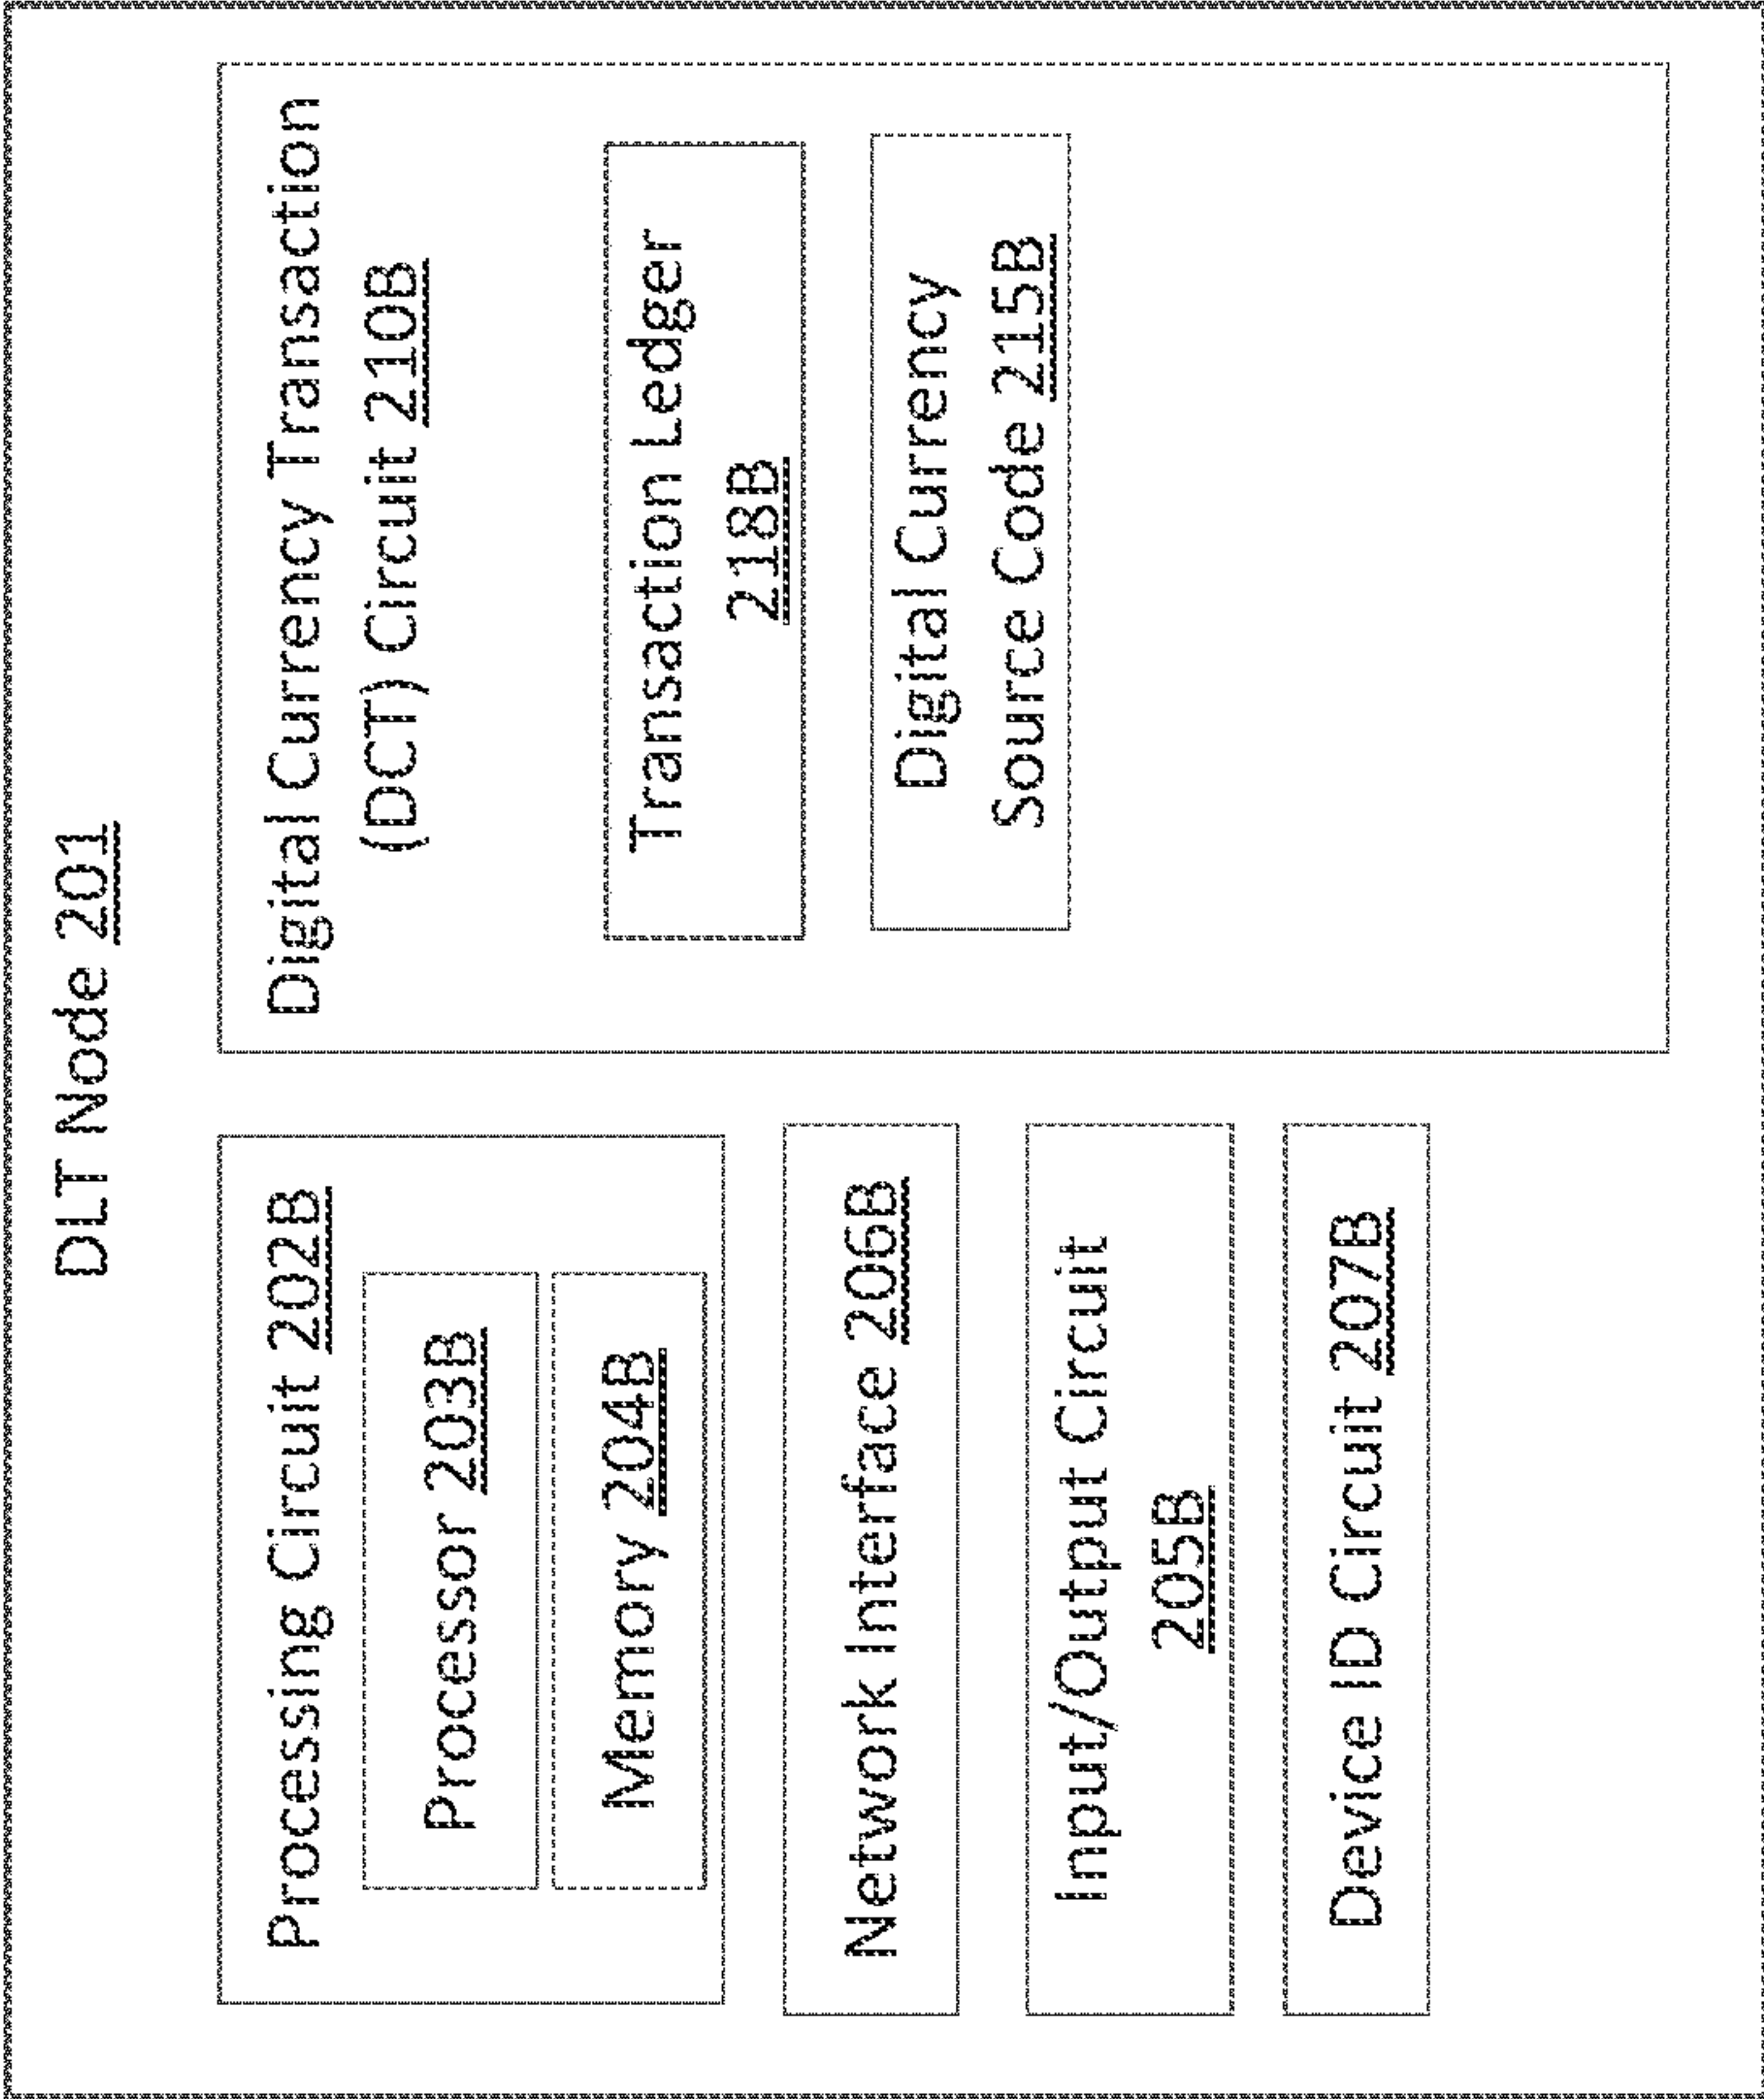 DLT Node 201
Processing Circuit 202B
Processor 203B
Memory 204B
Network Interface 206B
Input/Output Circuit
205B
Device ID Circuit 207B
Digital Currency Transaction
(DCT) Circuit 210B
Transaction Ledger
218B
Digital Currency
Source Code 215B